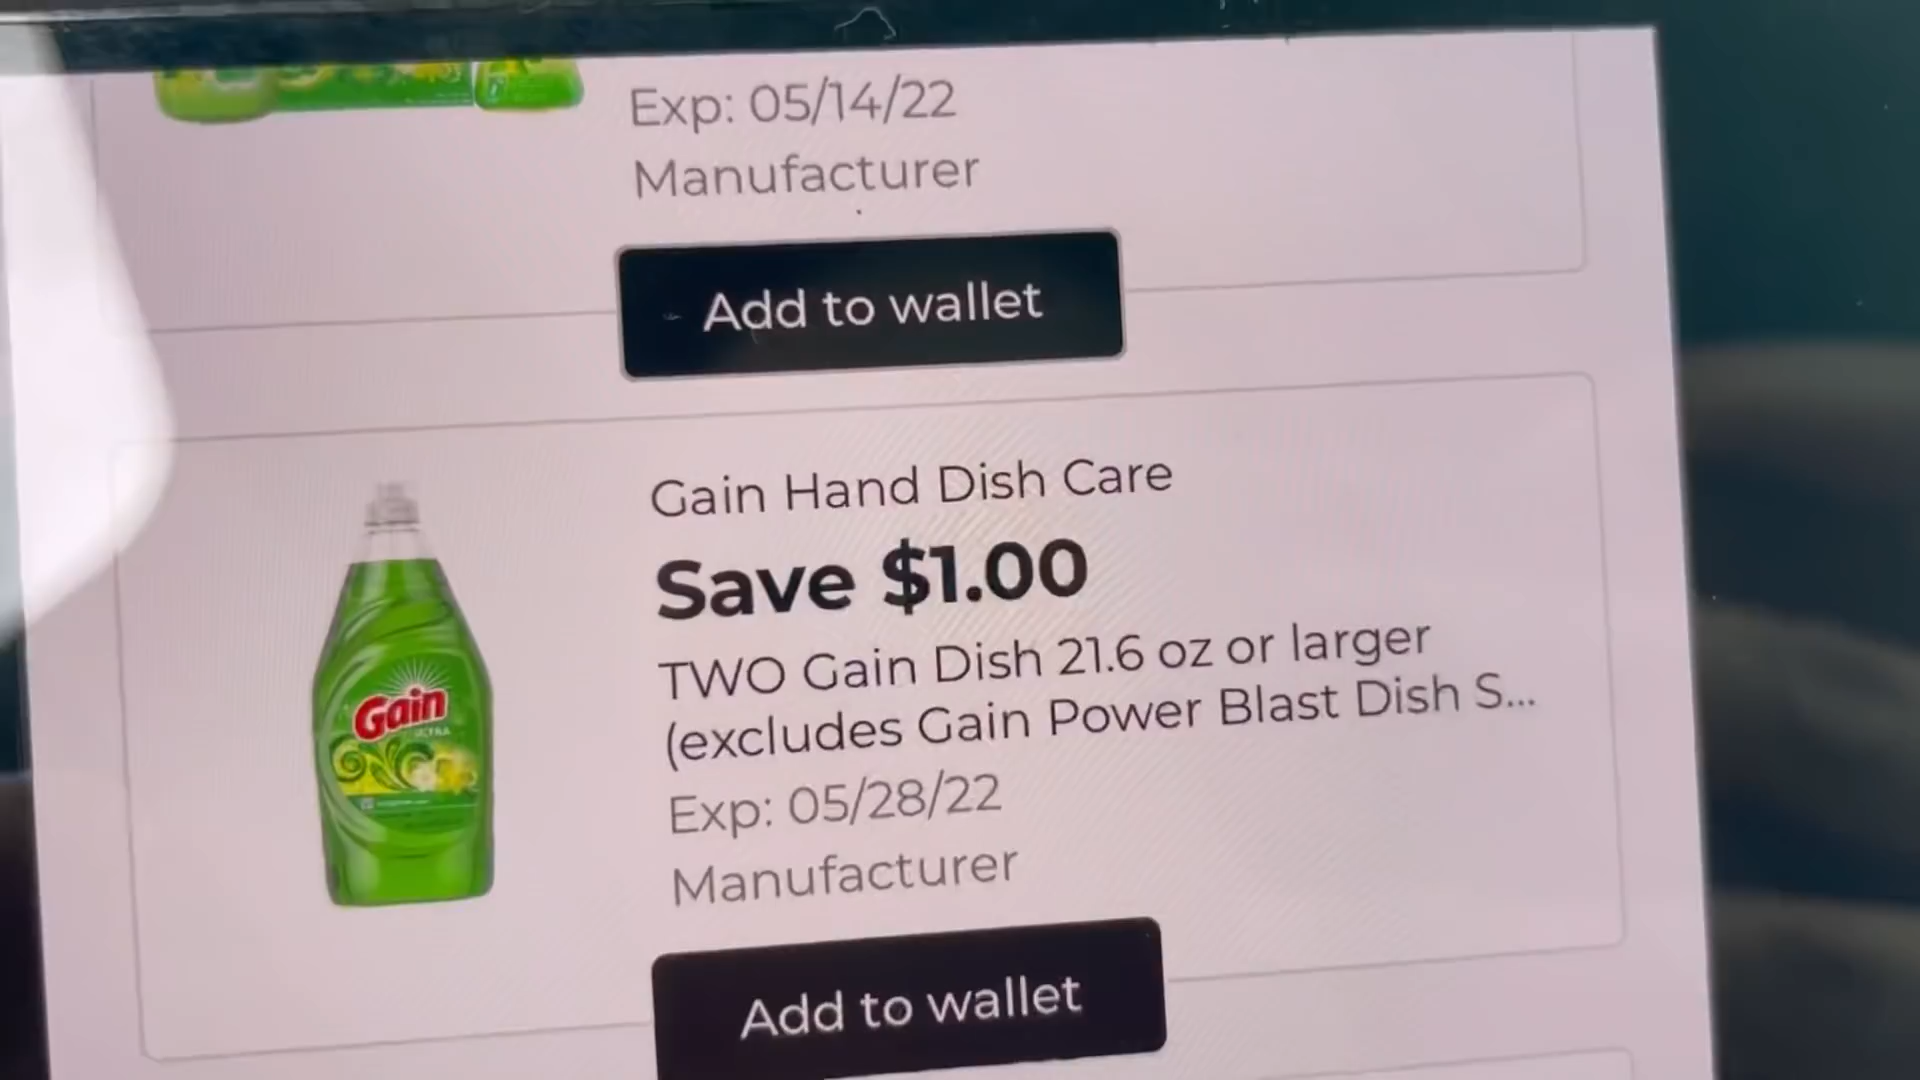 Exp: 05/14/22
Manufacturer
Add to wallet
Gain Hand Dish Care
Save $1.00
TWO Gain Dish 21.6 oz or larger
(excludes Gain Power Blast Dish S...
Exp: 05/28/22
Manufacturer
Add to wallet
Gain
ULTRA